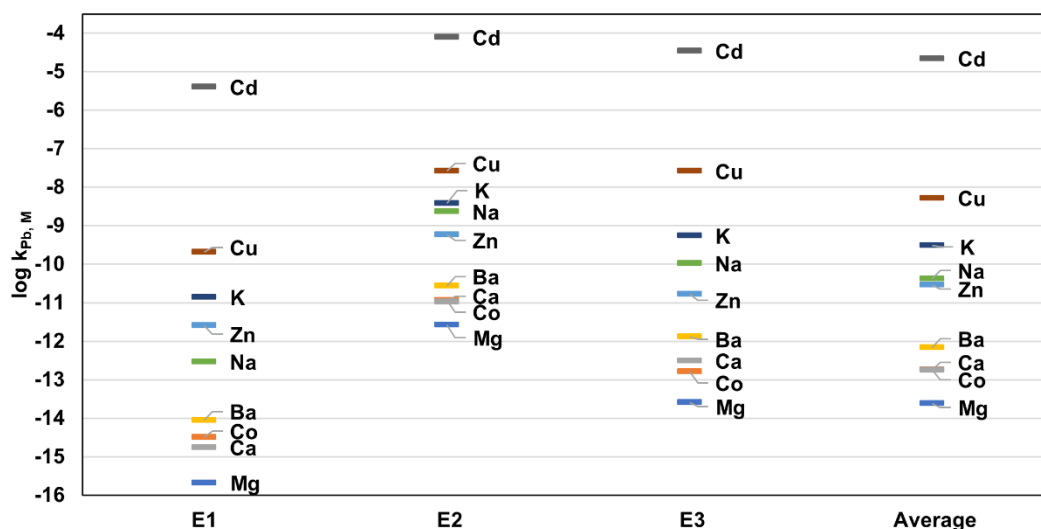 -4
-5
-6
-7
-8
-9
-10
-11
-12
-13
-14
-15
-16
log k Pb, M
Cd
Cu
K
Zn
Na
Ba
Co
Ca
Mg
Cd
Cu
K
Na
Zn
Ba
Ca
Co
Mg
Cd
Cu
K
Na
Zn
Ba
Ca
Co
Mg
Cd
Cu
K
Na
Zn
Ba
Ca
Co
Mg
E1 E2 E3 Average